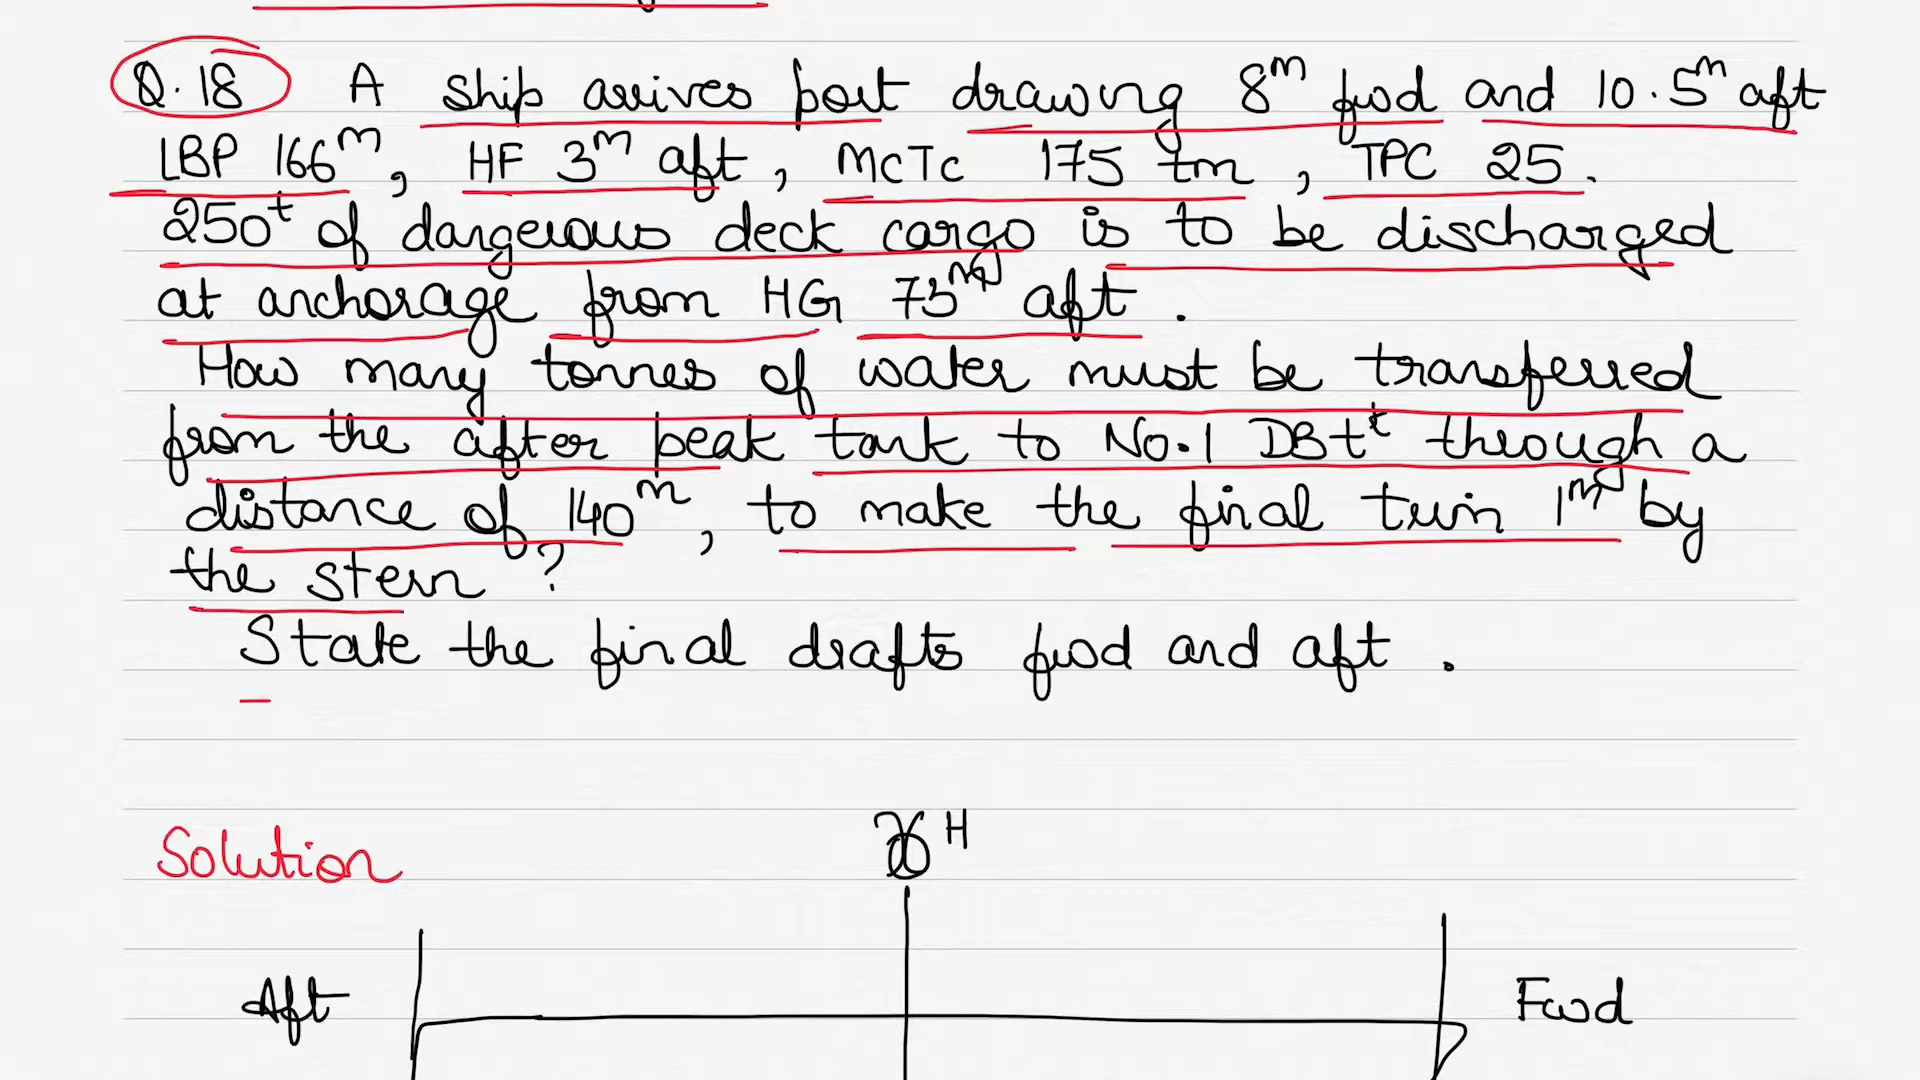 Q.18 A ship arrives port drawing 8m fwd and 10.5m aft
LBP 166m, HF 3m aft, MCTC 175 tm, TPC 25.
250t of dangerous deck cargo is to be discharged
at anchorage from HG 73m aft.
How many tonnes of water must be transferred
from the after peak tank to No.1 DBtt through a
distance of 140m, to make the final trim 1m by
the stern?
State the final drafts fwd and aft.
Solution
H
Aft
Fwd